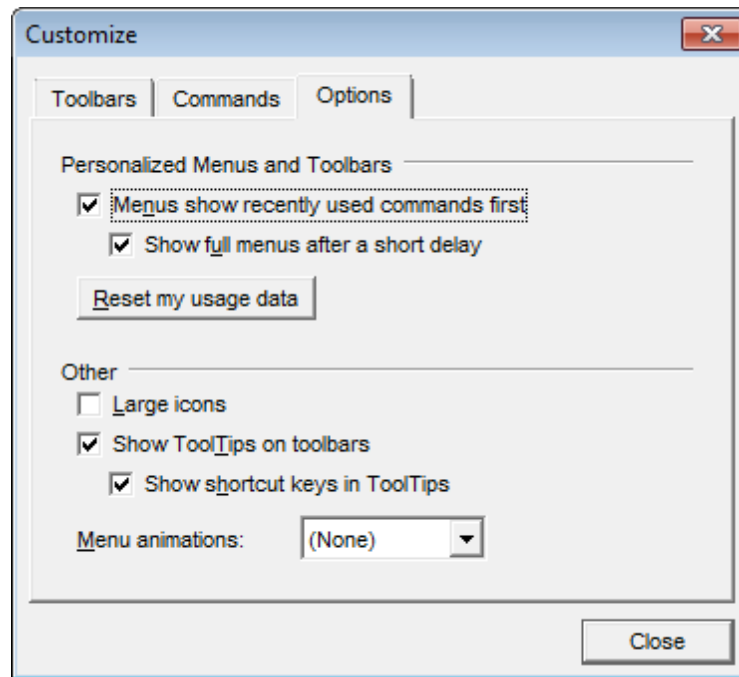 Customize
Toolbars Commands Options
Personalized Menus and Toolbars
Menus show recently used commands first
Show full menus after a short delay
Reset my usage data
Other
Large icons
Show ToolTips on toolbars
Show shortcut keys in ToolTips
Menu animations: (None)
Close